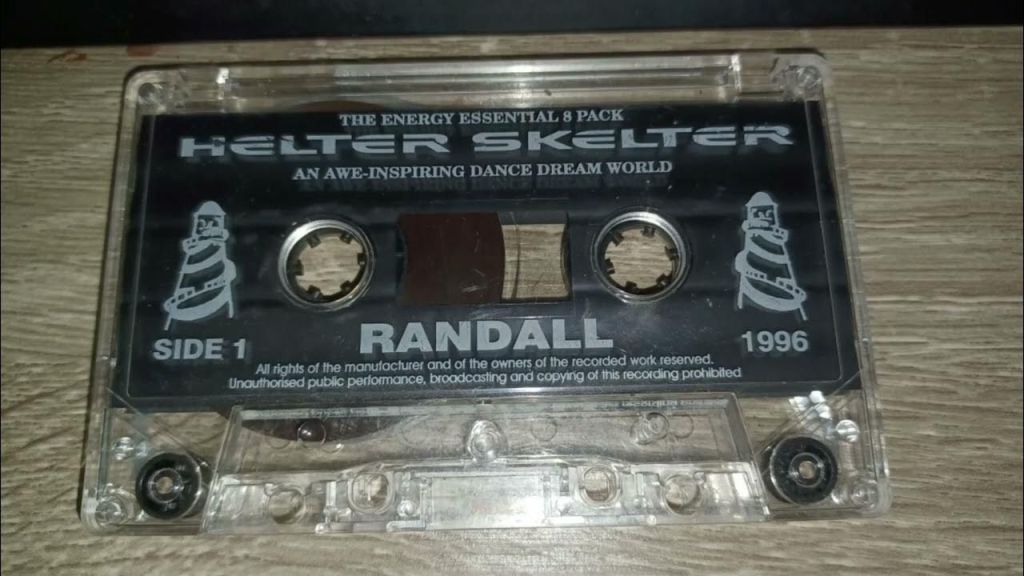 THE ENERGY ESSENTIAL 8 PACK
HELTER SKELTER
AN AWE-INSPIRING DANCE DREAM WORLD
RANDALL
SIDE 1
1996
All rights of the manufacturer and of the owners of the recorded work reserved.
Unauthorised public performance, broadcasting and copying of this recording prohibited